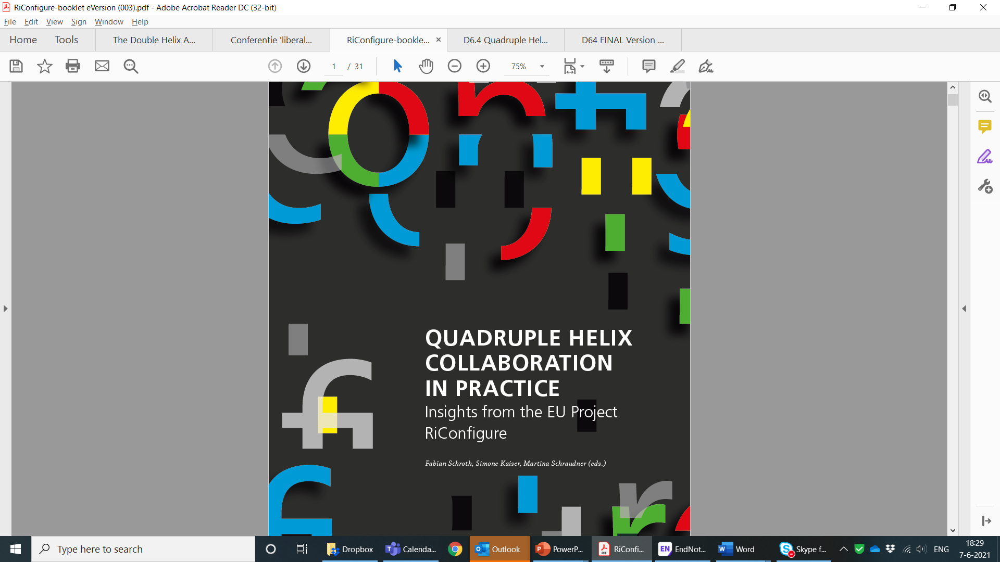 RiConfigure-booklet eVersion (003).pdf - Adobe Acrobat Reader DC (32-bit)
File Edit View Sign Window Help
Home Tools The Double Helix A... Conferentie 'liberal... RiConfigure-bookle... D6.4 Quadruple Hel... D64 FINAL Version ...
1 / 31 75%
QUADRUPLE HELIX
COLLABORATION
IN PRACTICE
Insights from the EU Project
RiConfigure
Fabian Schroth, Simone Kaiser, Martina Schraudner (eds.)
Type here to search Dropbox Calenda... Outlook PowerP... RiConfi... EndNot... Word Skype f... ENG 18:29
7-6-2021